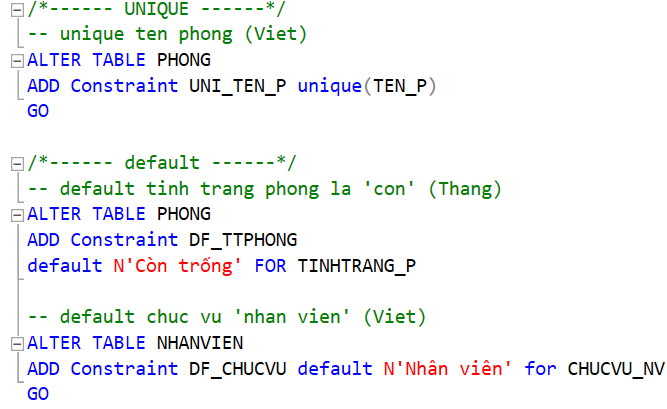 /*------ UNIQUE ------*/
-- unique ten phong (Viet)
ALTER TABLE PHONG
ADD Constraint UNI_TEN_P unique(TEN_P)
GO
/*------ default ------*/
-- default tinh trang phong la 'con' (Thang)
ALTER TABLE PHONG
ADD Constraint DF_TTPHONG
default N'Còn trống' FOR TINHTRANG_P
-- default chuc vu 'nhan vien' (Viet)
ALTER TABLE NHANVIEN
ADD Constraint DF_CHUCVU default N'Nhân viên' for CHUCVU_NV
GO